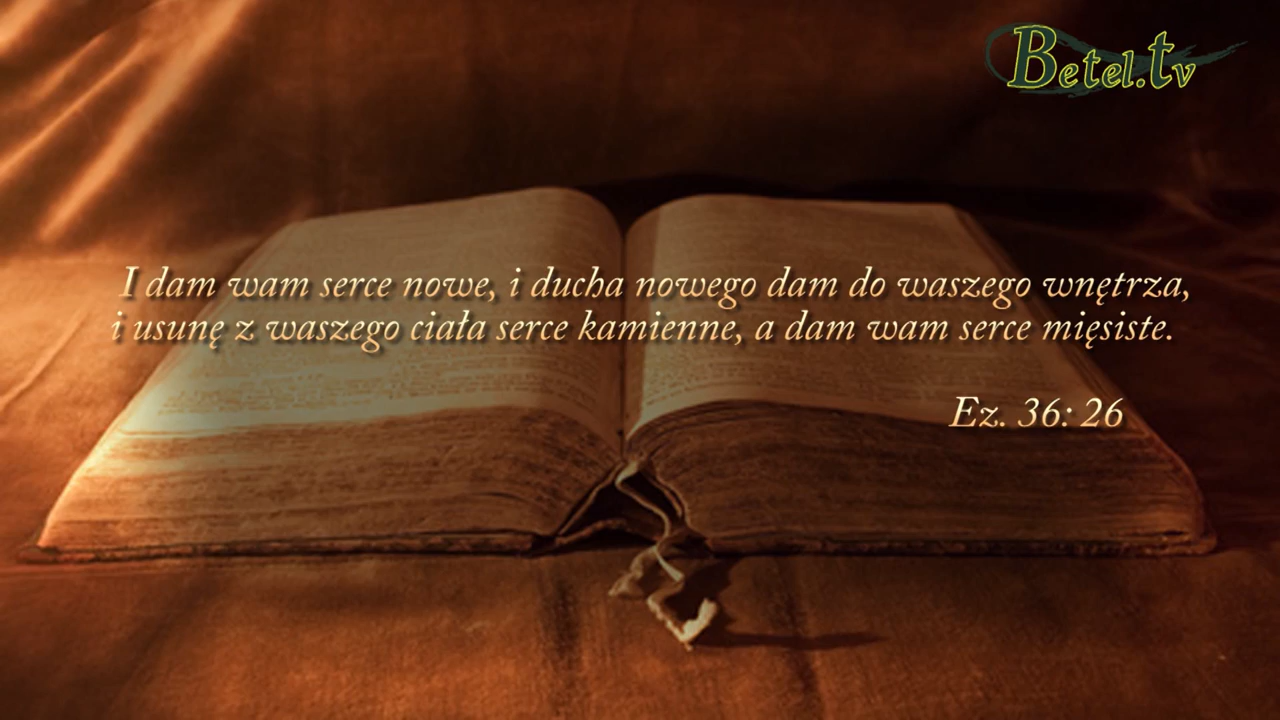 Betel.tv
I dam wam serce nowe, i ducha nowego dam do waszego wnętrza,
i usunę z waszego ciała serce kamienne, a dam wam serce mięsiste.
Ez. 36: 26